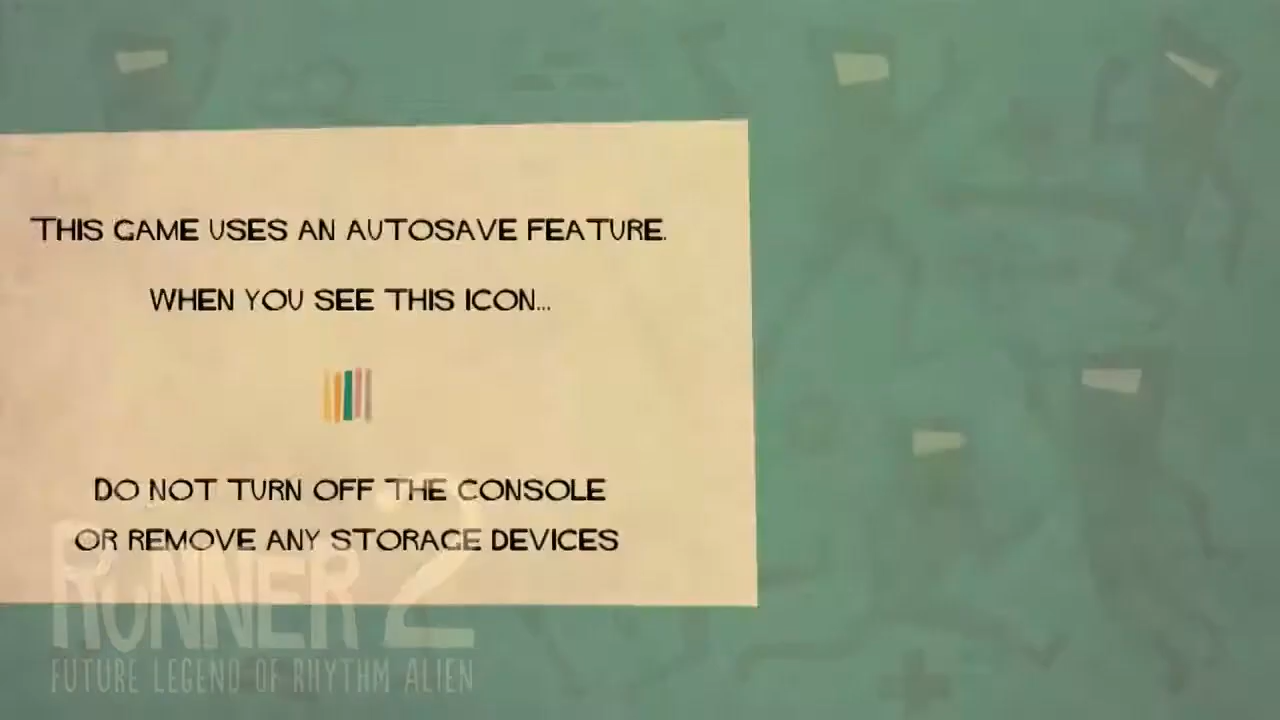 THIS GAME USES AN AUTOSAVE FEATURE.
WHEN YOU SEE THIS ICON...
DO NOT TURN OFF THE CONSOLE
OR REMOVE ANY STORAGE DEVICES
RUNNER 2
FUTURE LEGEND OF RHYTHM ALIEN